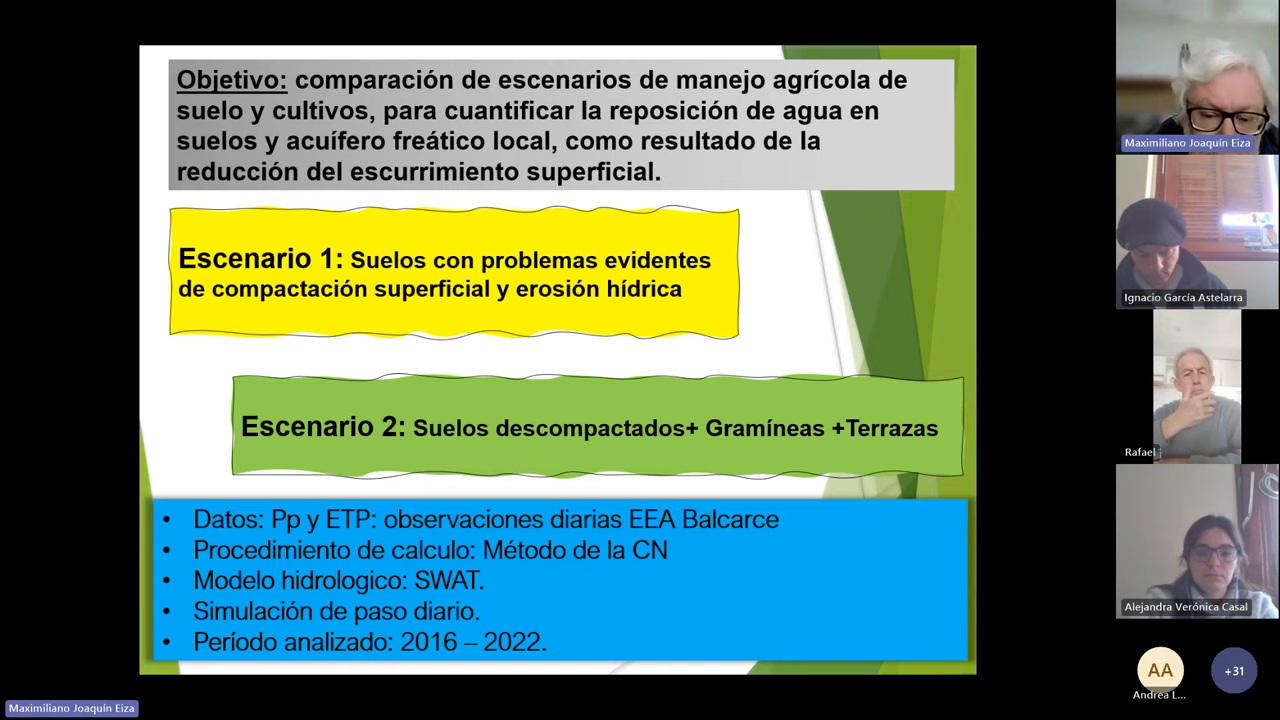 Objetivo: comparación de escenarios de manejo agrícola de
suelo y cultivos, para cuantificar la reposición de agua en
suelos y acuífero freático local, como resultado de la
reducción del escurrimiento superficial.
Escenario 1: Suelos con problemas evidentes
de compactación superficial y erosión hídrica
Escenario 2: Suelos descompactados+ Gramíneas +Terrazas
• Datos: Pp y ETP: observaciones diarias EEA Balcarce
• Procedimiento de calculo: Método de la CN
• Modelo hidrologico: SWAT.
• Simulación de paso diario.
• Período analizado: 2016 – 2022.
Maximiliano Joaquín Eiza
Ignacio García Astelarra
Rafael
Alejandra Verónica Casal
AA
+31
Andrea L...
Maximiliano Joaquín Eiza